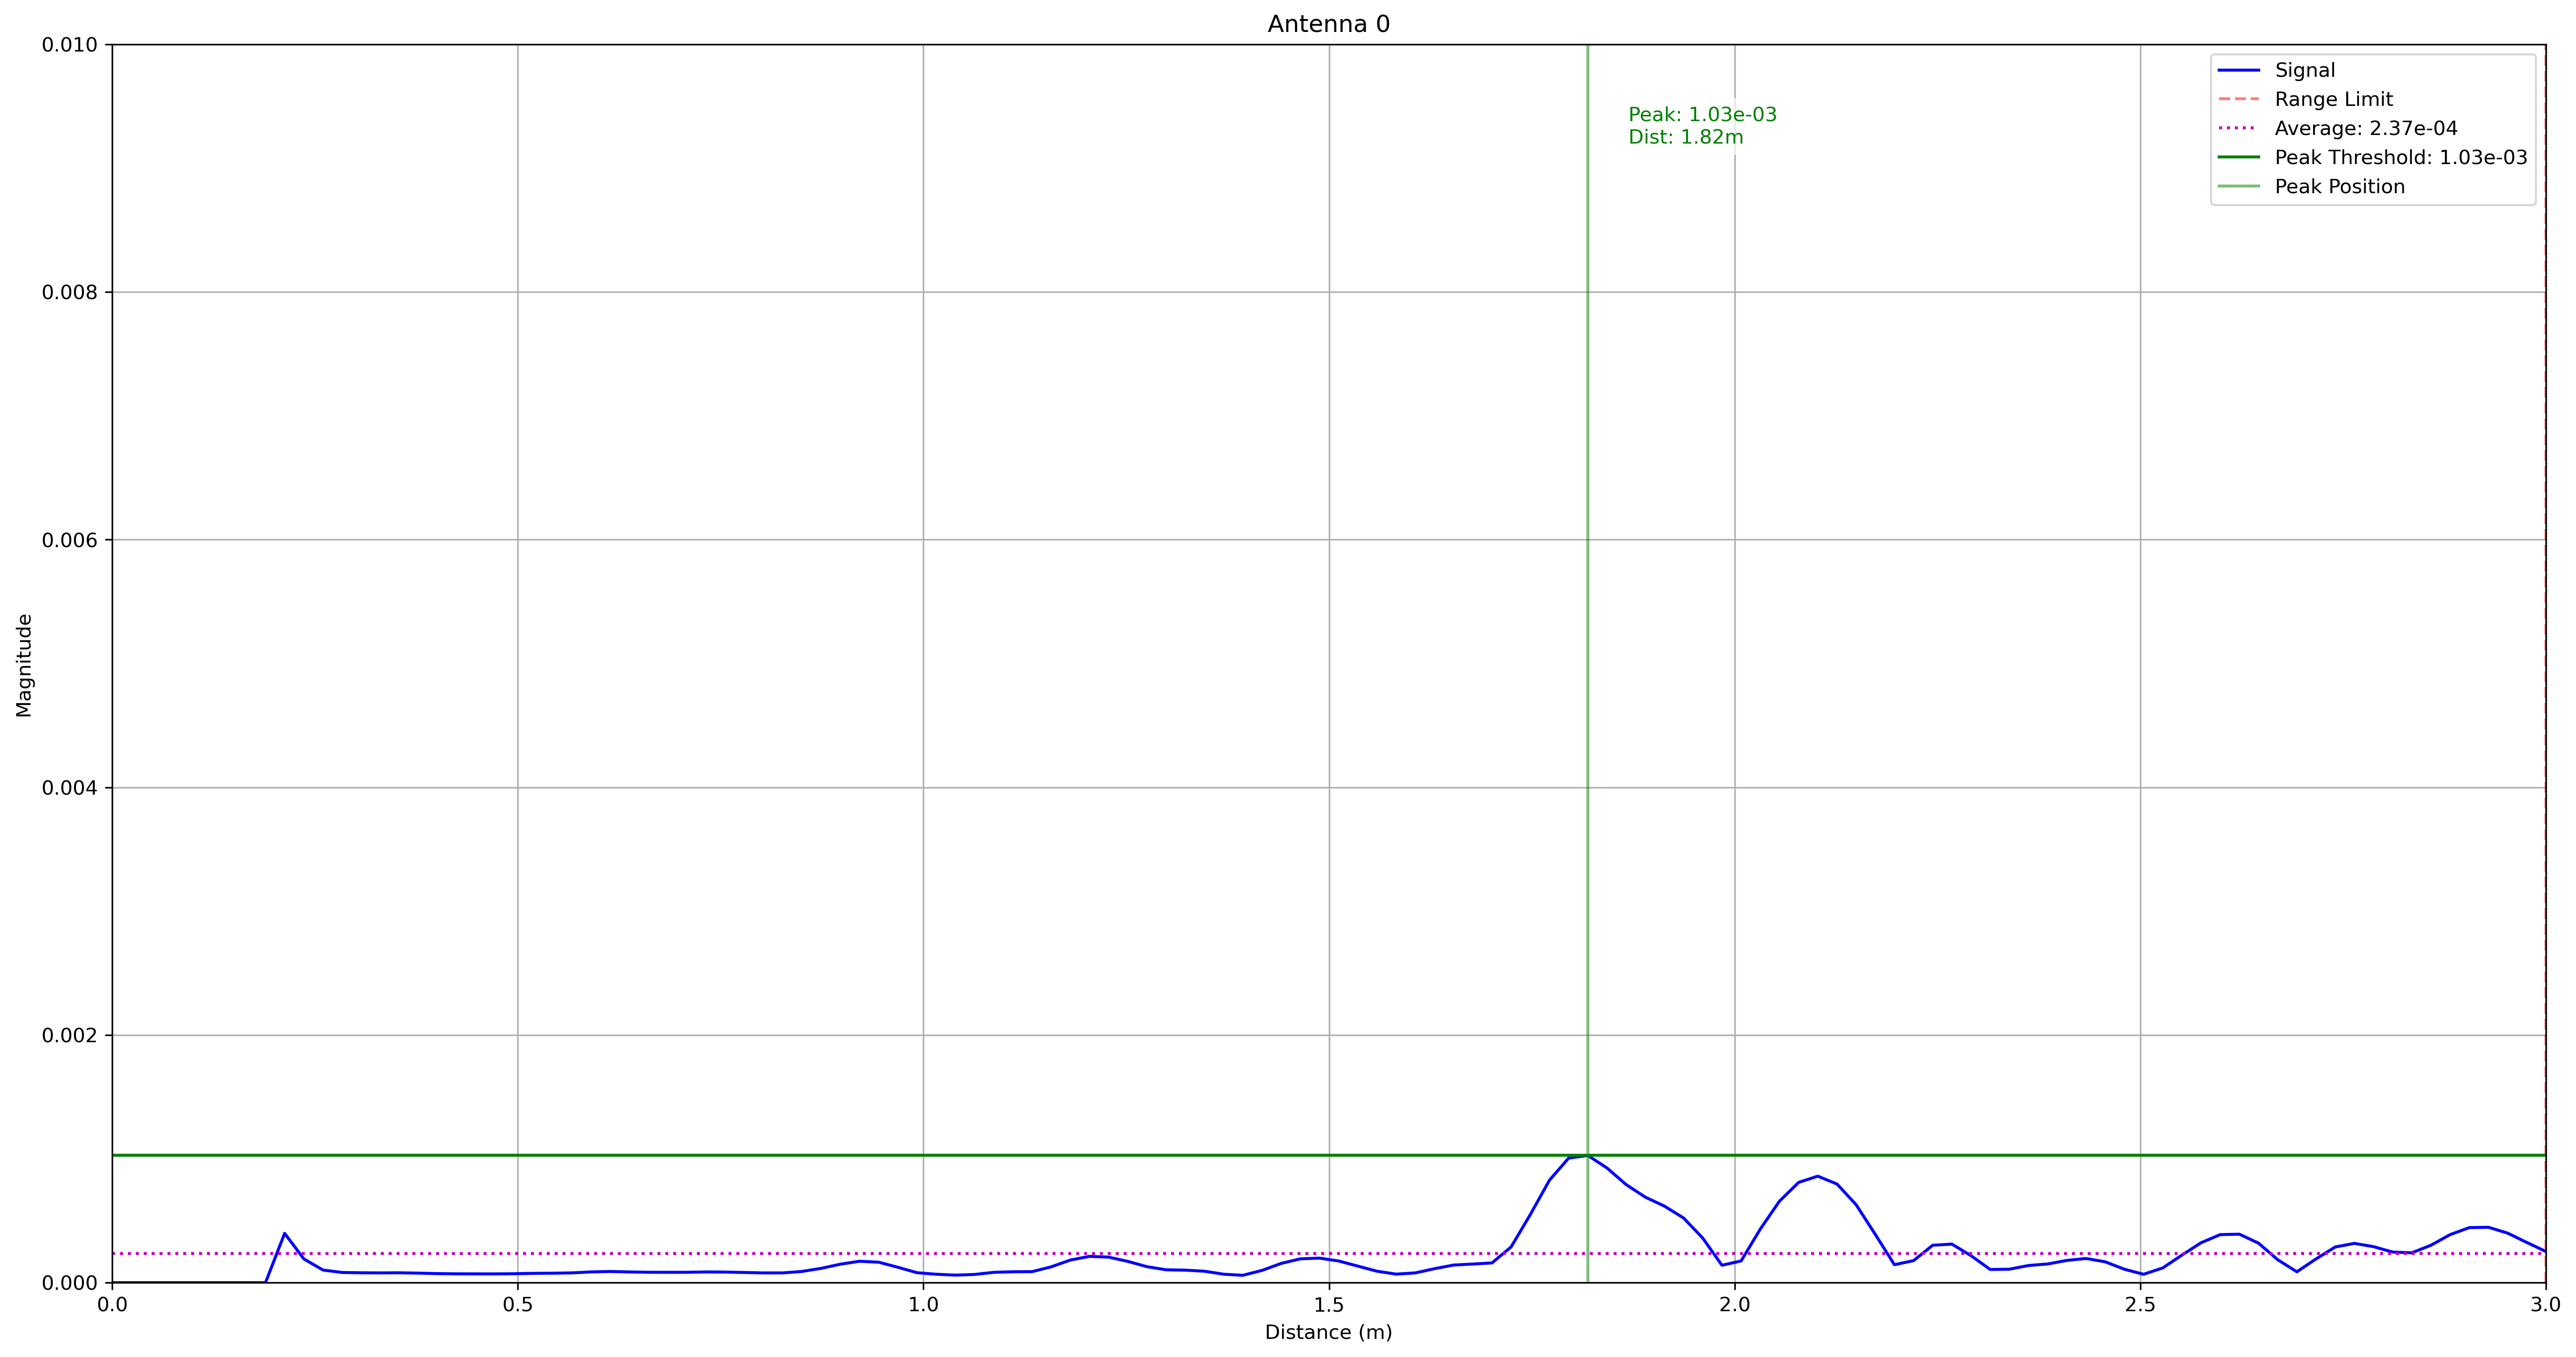 Antenna 0
0.010
0.008
0.006
0.004
0.002
0.000
Magnitude
Peak: 1.03e-03
Dist: 1.82m
Signal
Range Limit
Average: 2.37e-04
Peak Threshold: 1.03e-03
Peak Position
0.0 0.5 1.0 1.5 2.0 2.5 3.0
Distance (m)